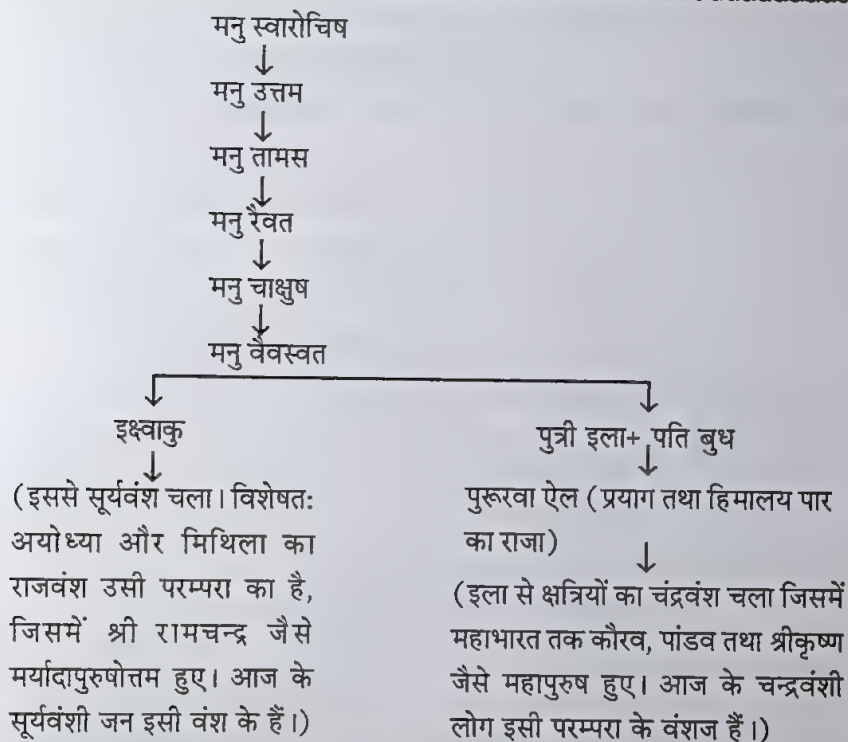 मनु स्वारोचिष
मनु उत्तम
मनु तामस
मनु रैवत
मनु चाक्षुष
मनु वैवस्वत
इक्ष्वाकु
(इससे सूर्यवंश चला। विशेषत:
अयोध्या और मिथिला का
राजवंश उसी परम्परा का है,
जिसमें श्री रामचन्द्र जैसे
मर्यादापुरुषोत्तम हुए। आज के
सूर्यवंशी जन इसी वंश के हैं।)
पुत्री इला+ पति बुध
पुरूरवा ऐल (प्रयाग तथा हिमालय पार
का राजा)
(इला से क्षत्रियों का चंद्रवंश चला जिसमें
महाभारत तक कौरव, पांडव तथा श्रीकृष्ण
जैसे महापुरुष हुए। आज के चन्द्रवंशी
लोग इसी परम्परा के वंशज हैं।)